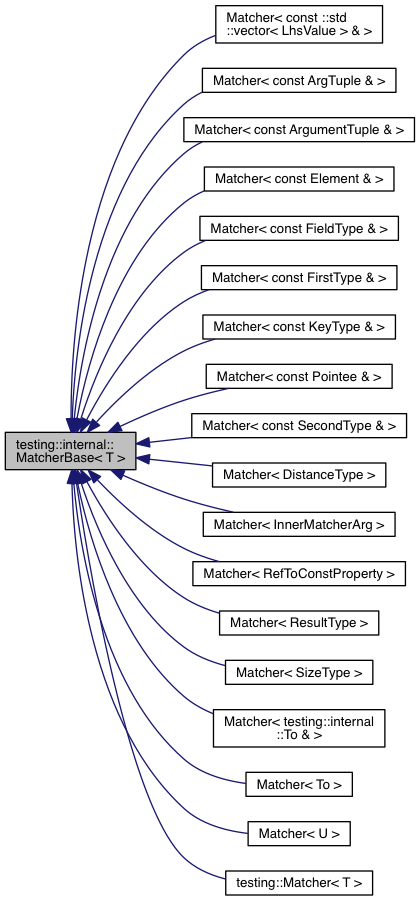 Matcher< const ::std
::vector< LhsValue > & >
Matcher< const ArgTuple & >
Matcher< const ArgumentTuple & >
Matcher< const Element & >
Matcher< const FieldType & >
Matcher< const FirstType & >
Matcher< const KeyType & >
Matcher< const Pointee & >
Matcher< const SecondType & >
testing::internal::
MatcherBase< T >
Matcher< DistanceType >
Matcher< InnerMatcherArg >
Matcher< RefToConstProperty >
Matcher< ResultType >
Matcher< SizeType >
Matcher< testing::internal
::To & >
Matcher< To >
Matcher< U >
testing::Matcher< T >